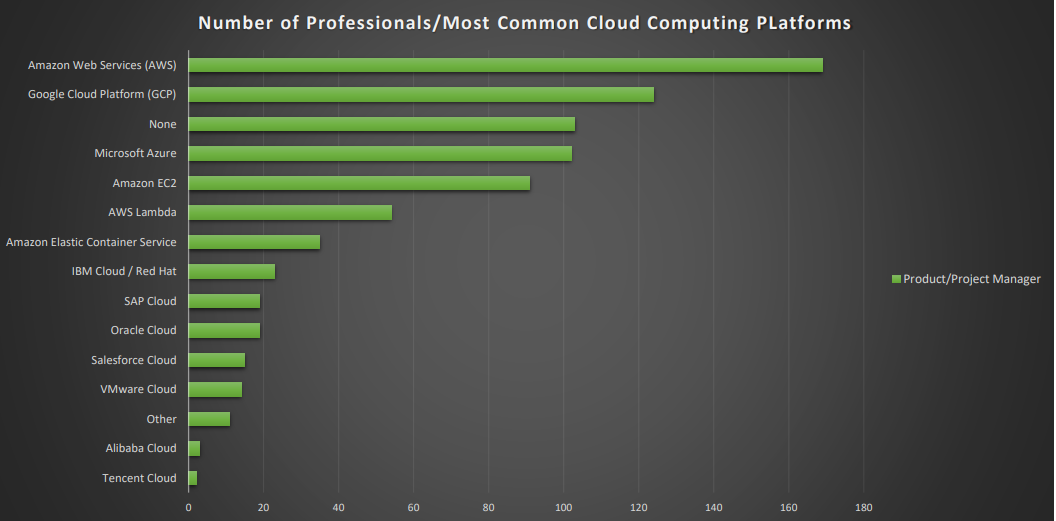 Number of Professionals/Most Common Cloud Computing PLatforms
Amazon Web Services (AWS)
Google Cloud Platform (GCP)
None
Microsoft Azure
Amazon EC2
AWS Lambda
Amazon Elastic Container Service
IBM Cloud / Red Hat
SAP Cloud
Oracle Cloud
Salesforce Cloud
VMware Cloud
Other
Alibaba Cloud
Tencent Cloud
0 20 40 60 80 100 120 140 160 180
Product/Project Manager